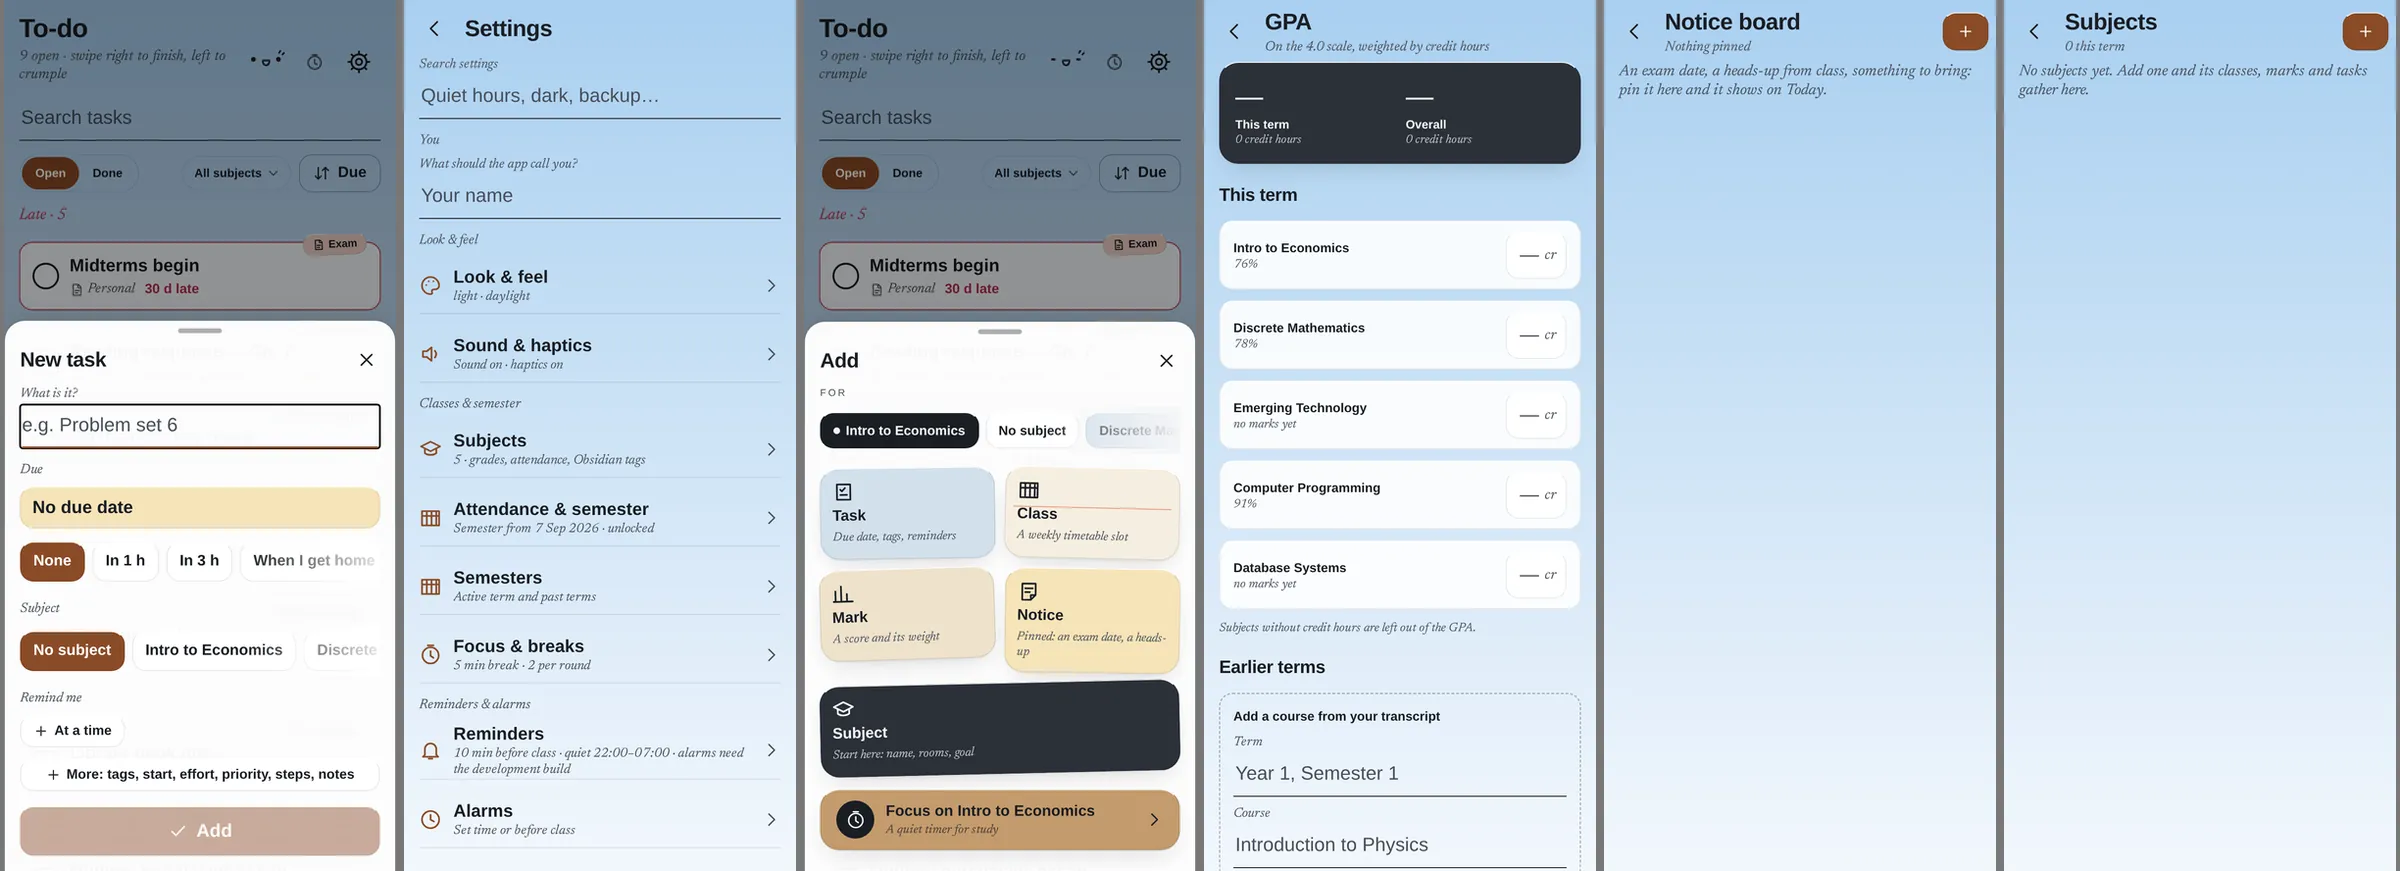 To-do
9 open · swipe right to finish, left to
crumple
Search tasks
Open
Done
All subjects
Due
Late · 5
Exam
Midterms begin
Personal 30 d late
New task
What is it?
e.g. Problem set 6
Due
No due date
None
In 1 h
In 3 h
When I get home
Subject
No subject
Intro to Economics
Discrete
Remind me
+ At a time
+ More: tags, start, effort, priority, steps, notes
Add
Settings
Search settings
Quiet hours, dark, backup…
You
What should the app call you?
Your name
Look & feel
Look & feel
light · daylight
Sound & haptics
Sound on · haptics on
Classes & semester
Subjects
5 · grades, attendance, Obsidian tags
Attendance & semester
Semester from 7 Sep 2026 · unlocked
Semesters
Active term and past terms
Focus & breaks
5 min break · 2 per round
Reminders & alarms
Reminders
10 min before class · quiet 22:00–07:00 · alarms need
the development build
Alarms
Set time or before class
To-do
9 open · swipe right to finish, left to
crumple
Search tasks
Open
Done
All subjects
Due
Late · 5
Exam
Midterms begin
Personal 30 d late
Add
FOR
Intro to Economics
No subject
Discrete Ma
Task
Due date, tags, reminders
Class
A weekly timetable slot
Mark
A score and its weight
Notice
Pinned: an exam date, a heads-
up
Subject
Start here: name, rooms, goal
Focus on Intro to Economics
A quiet timer for study
GPA
On the 4.0 scale, weighted by credit hours
—
This term
0 credit hours
—
Overall
0 credit hours
This term
Intro to Economics
76%
— cr
Discrete Mathematics
78%
— cr
Emerging Technology
no marks yet
— cr
Computer Programming
91%
— cr
Database Systems
no marks yet
— cr
Subjects without credit hours are left out of the GPA.
Earlier terms
Add a course from your transcript
Term
Year 1, Semester 1
Course
Introduction to Physics
Notice board
Nothing pinned
+
An exam date, a heads-up from class, something to bring:
pin it here and it shows on Today.
Subjects
0 this term
+
No subjects yet. Add one and its classes, marks and tasks
gather here.